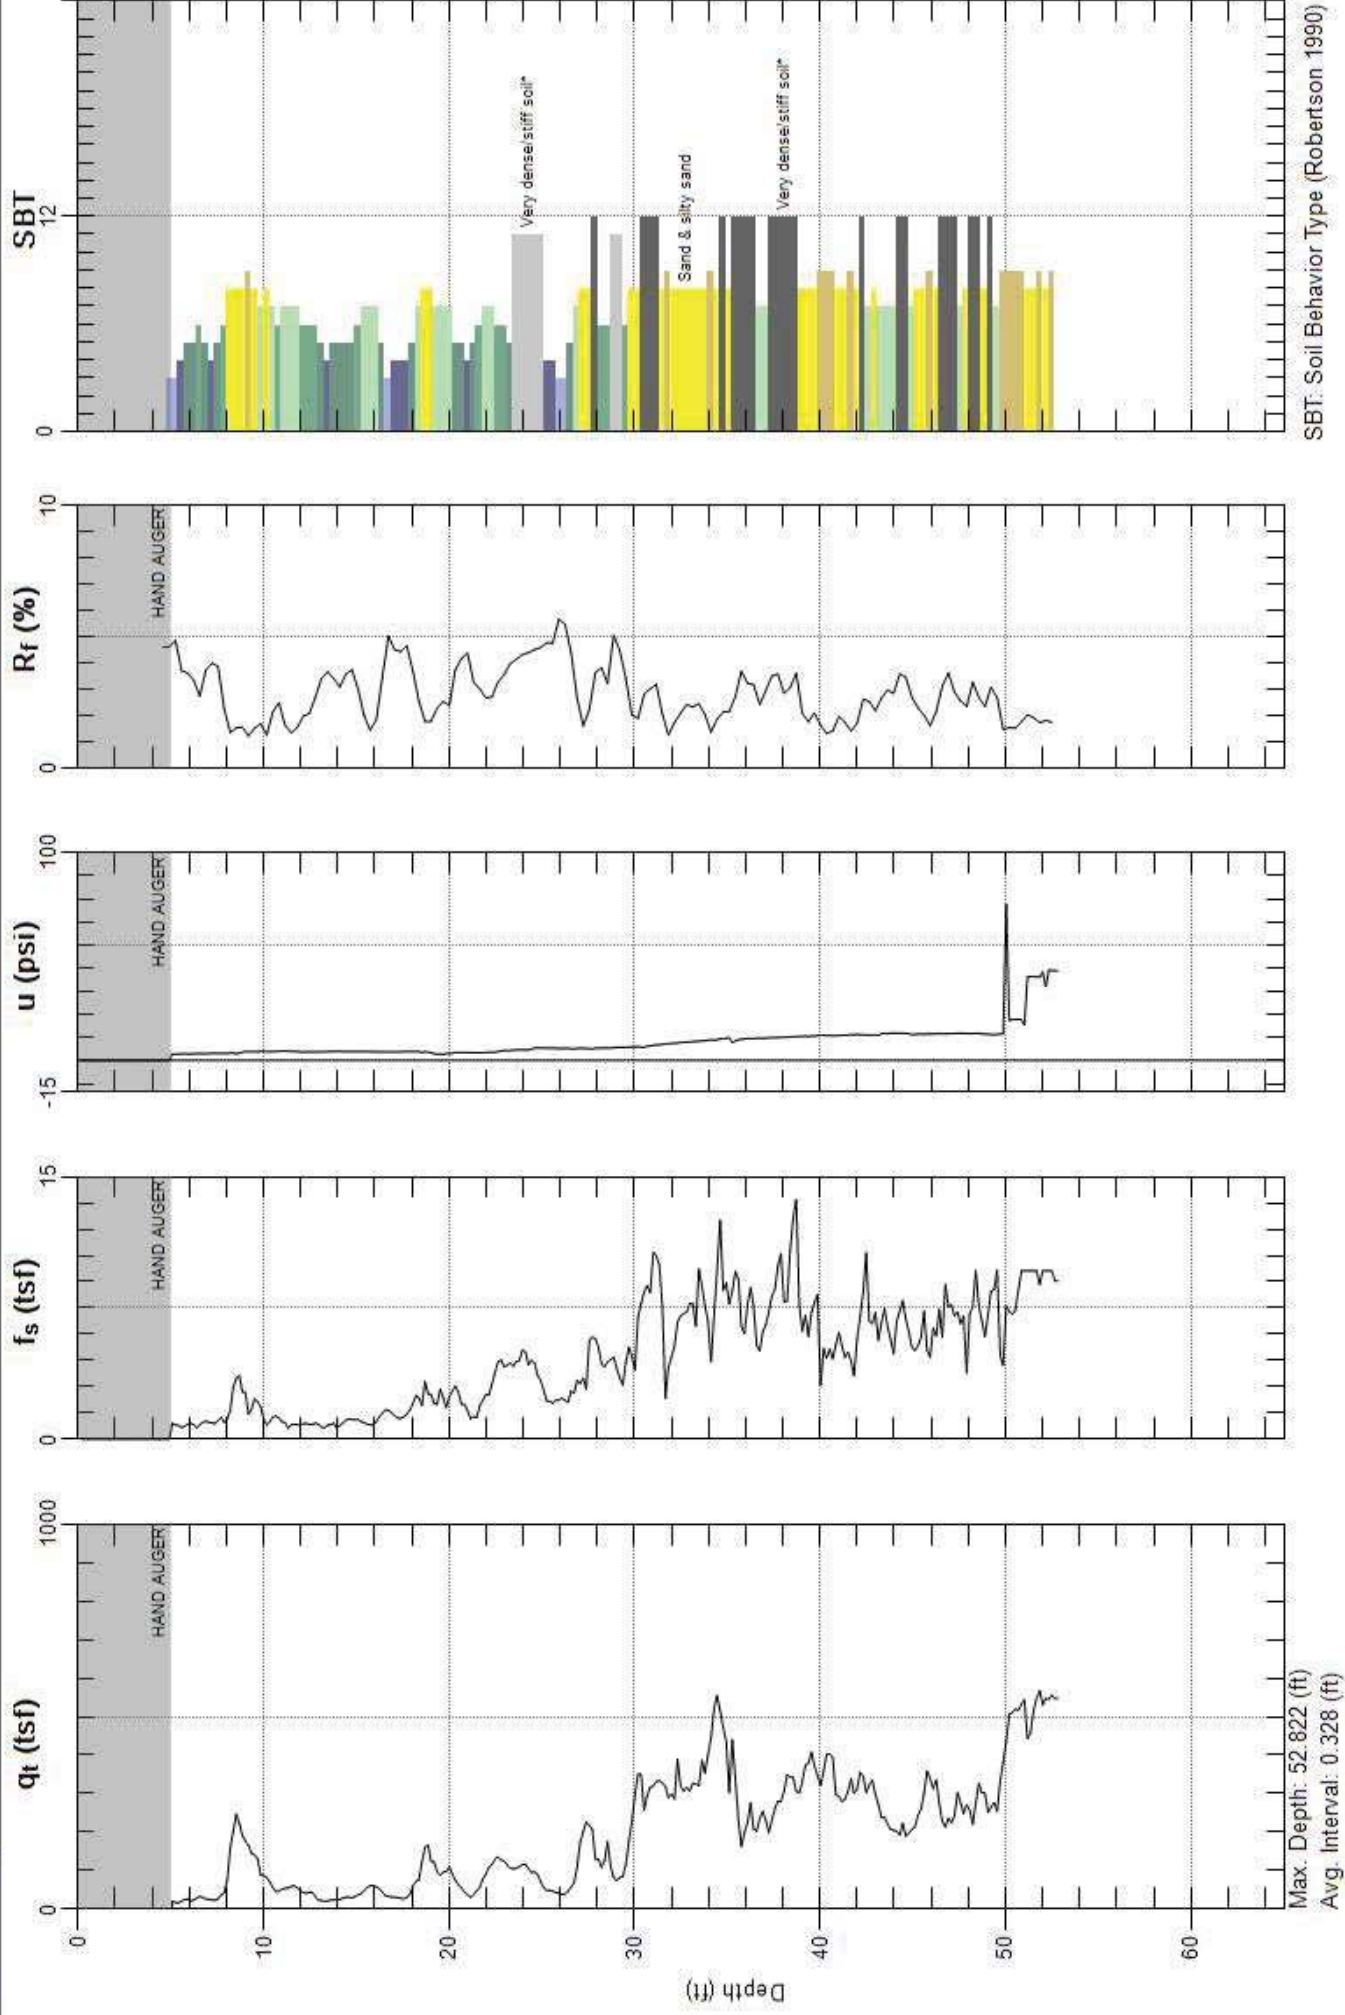 qt (tsf)
fs (tsf)
u (psi)
Rf (%)
SBT
0
1000
0
15
-15
100
0
10
0
12
0
10
20
30
40
50
60
Depth (ft)
HAND AUGER
HAND AUGER
HAND AUGER
HAND AUGER
Very dense/stiff soil*
Sand & silty sand
Very dense/stiff soil*
Max. Depth: 52.822 (ft)
Avg. Interval: 0.328 (ft)
SBT: Soil Behavior Type (Robertson 1990)